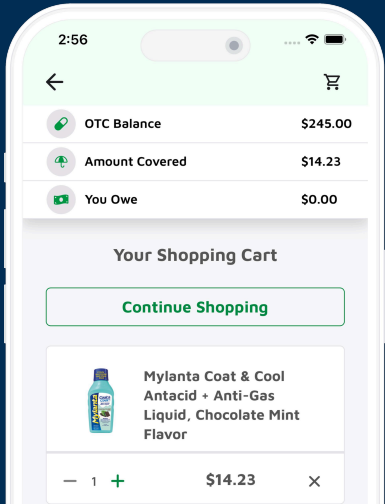 2:56
OTC Balance $245.00
Amount Covered $14.23
You Owe $0.00
Your Shopping Cart
Continue Shopping
Mylanta Coat & Cool
Antacid + Anti-Gas
Liquid, Chocolate Mint
Flavor
Mylanta
1 $14.23